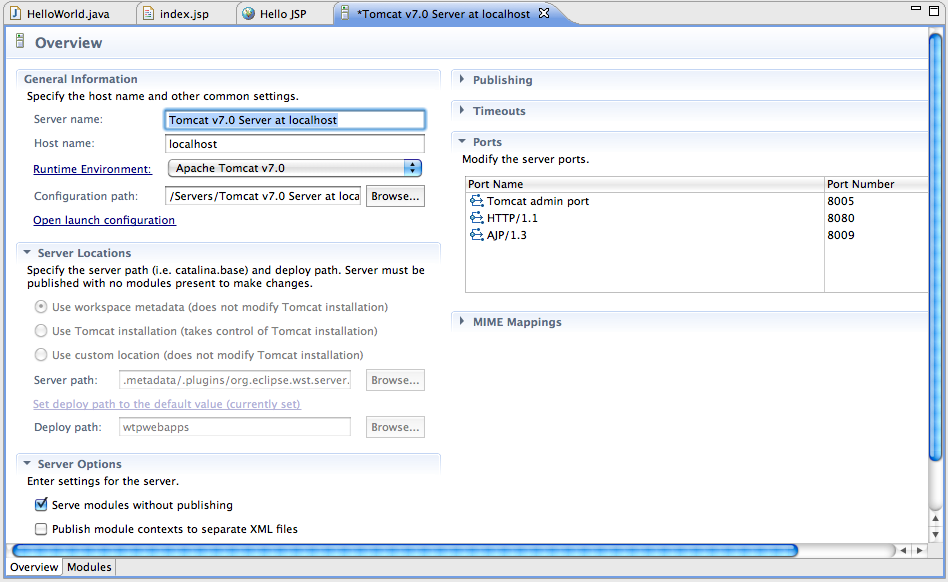 HelloWorld.java
index.jsp
Hello JSP
*Tomcat v7.0 Server at localhost
Overview
General Information
Specify the host name and other common settings.
Server name:
Tomcat v7.0 Server at localhost
Host name:
localhost
Runtime Environment:
Apache Tomcat v7.0
Configuration path:
/Servers/Tomcat v7.0 Server at loca
Browse...
Open launch configuration
Server Locations
Specify the server path (i.e. catalina.base) and deploy path. Server must be
published with no modules present to make changes.
Use workspace metadata (does not modify Tomcat installation)
Use Tomcat installation (takes control of Tomcat installation)
Use custom location (does not modify Tomcat installation)
Server path:
.metadata/.plugins/org.eclipse.wst.server.
Browse...
Set deploy path to the default value (currently set)
Deploy path:
wtpwebapps
Browse...
Server Options
Enter settings for the server.
Serve modules without publishing
Publish module contexts to separate XML files
Publishing
Timeouts
Ports
Modify the server ports.
Port Name Port Number
Tomcat admin port 8005
HTTP/1.1 8080
AJP/1.3 8009
MIME Mappings
Overview
Modules